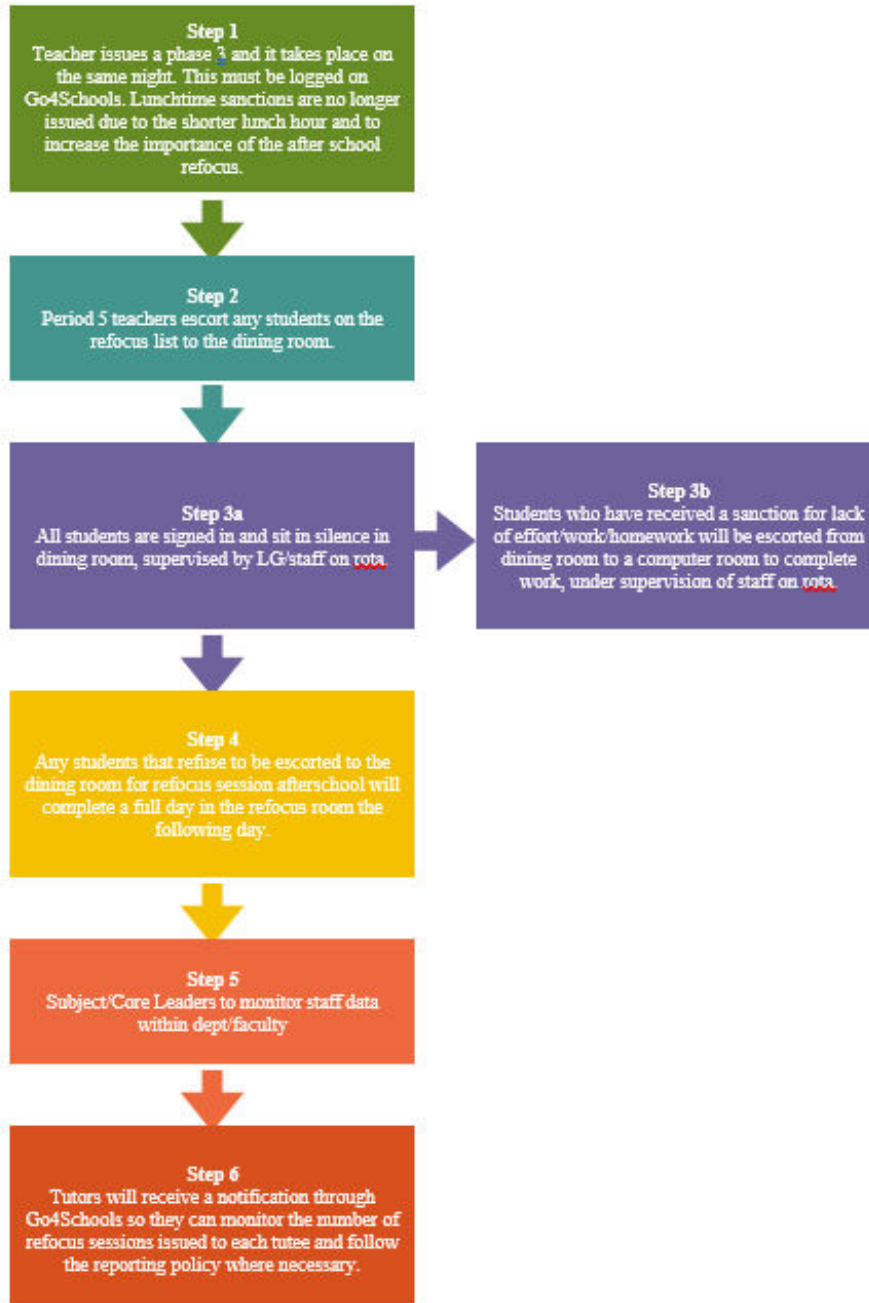 Step 1
Teacher issues a phase 3 and it takes place on
the same night. This must be logged on
Go4Schools. Lunchtime sanctions are no longer
issued due to the shorter lunch hour and to
increase the importance of the after school
refocus.
Step 2
Period 5 teachers escort any students on the
refocus list to the dining room.
Step 3a
All students are signed in and sit in silence in
dining room, supervised by LG/staff on rota.
Step 3b
Students who have received a sanction for lack
of effort/work/homework will be escorted from
dining room to a computer room to complete
work, under supervision of staff on rota.
Step 4
Any students that refuse to be escorted to the
dining room for refocus session afterschool will
complete a full day in the refocus room the
following day.
Step 5
Subject/Core Leaders to monitor staff data
within dept/faculty
Step 6
Tutors will receive a notification through
Go4Schools so they can monitor the number of
refocus sessions issued to each tutee and follow
the reporting policy where necessary.